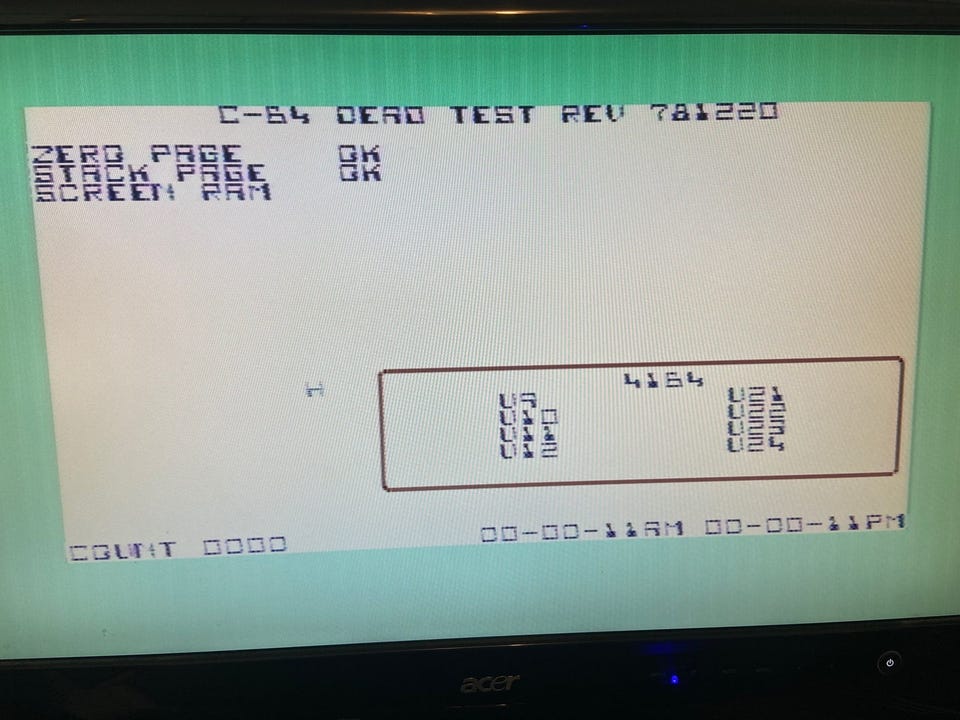 C-64 DEAD TEST REV 781220
ZERO PAGE OK
STACK PAGE OK
SCREEN RAM
H
4164
U9 U21
U10 U22
U11 U23
U12 U24
COUNT 0000 00-00-11AM 00-00-11PM
acer